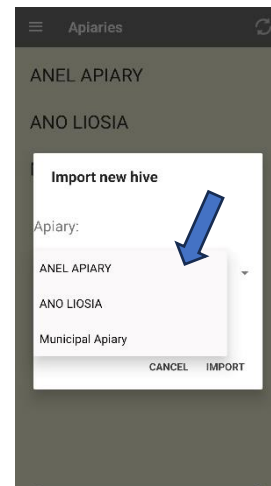 Apiaries
ANEL APIARY
ANO LIOSIA
Import new hive
Apiary:
ANEL APIARY
ANO LIOSIA
Municipal Apiary
CANCEL IMPORT